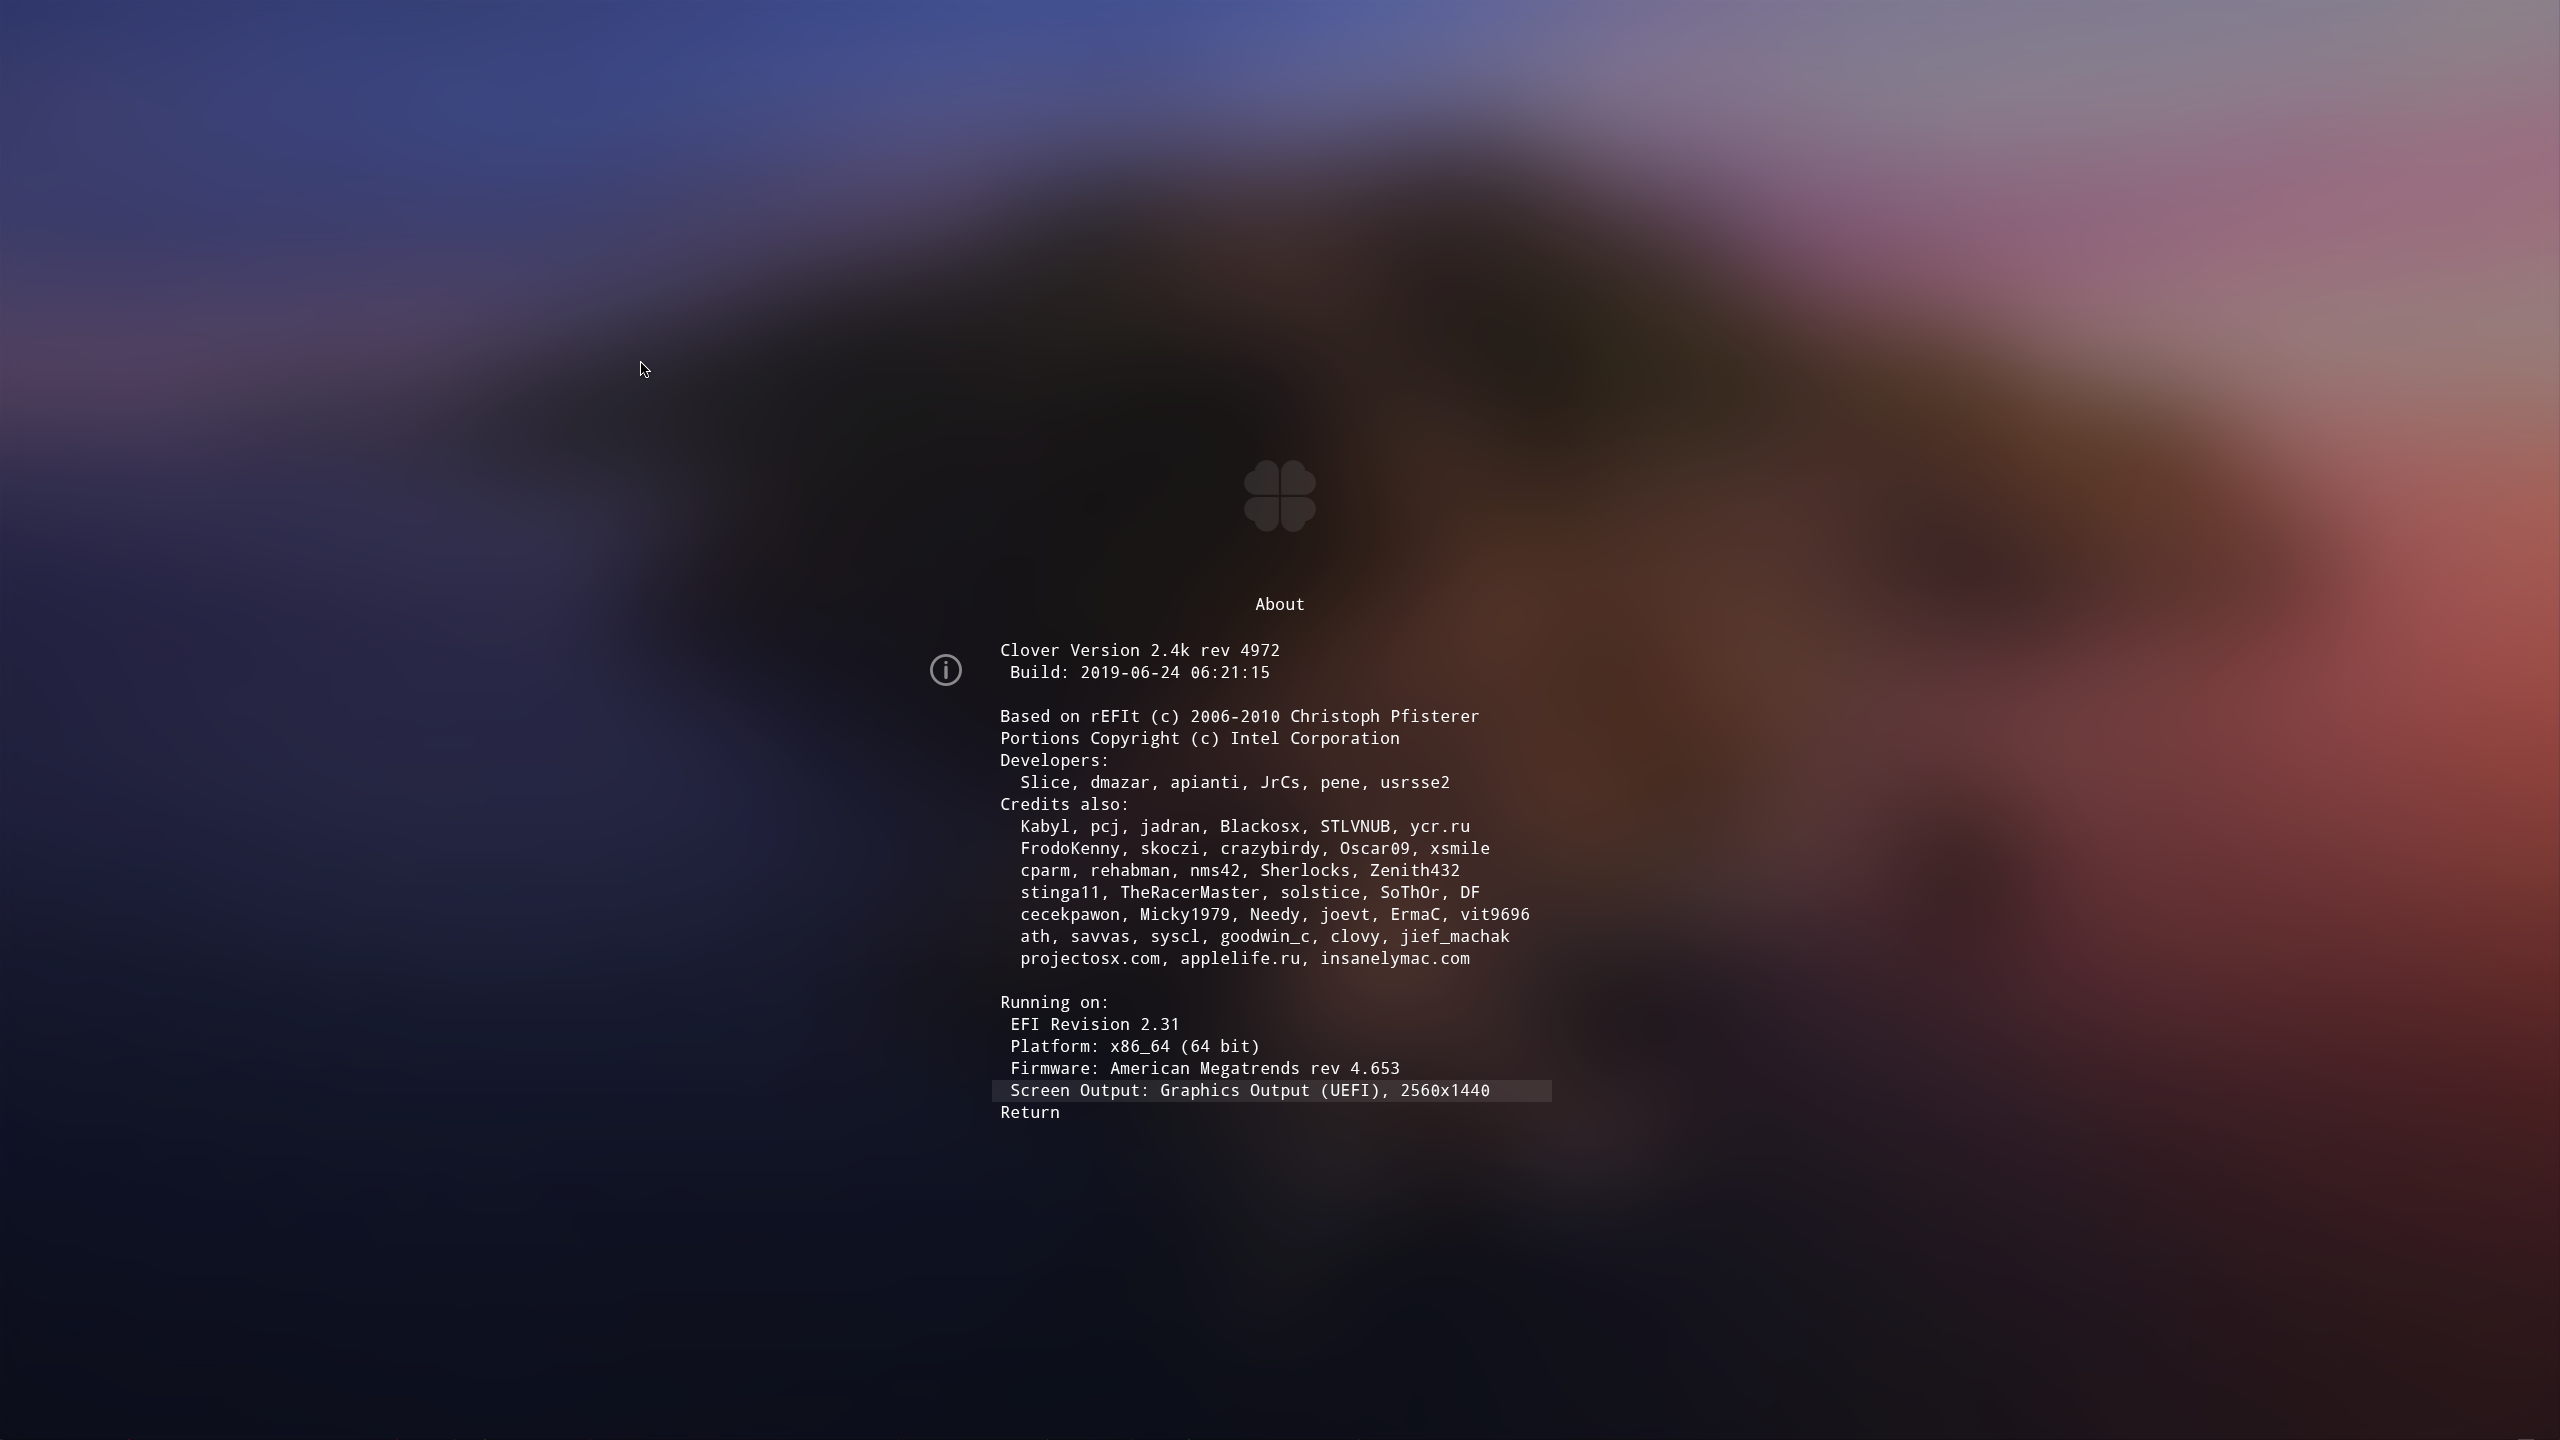 About
Clover Version 2.4k rev 4972
Build: 2019-06-24 06:21:15
Based on rEFIt (c) 2006-2010 Christoph Pfisterer
Portions Copyright (c) Intel Corporation
Developers:
Slice, dmazar, apianti, JrCs, pene, usrsse2
Credits also:
Kabyl, pcj, jadran, Blackosx, STLVNUB, ycr.ru
FrodoKenny, skoczi, crazybirdy, Oscar09, xsmile
cparm, rehabman, nms42, Sherlocks, Zenith432
stinga11, TheRacerMaster, solstice, SoThOr, DF
cecekpawon, Micky1979, Needy, joevt, ErmaC, vit9696
ath, savvas, syscl, goodwin_c, clovy, jief_machak
projectosx.com, applelife.ru, insanelymac.com
Running on:
EFI Revision 2.31
Platform: x86_64 (64 bit)
Firmware: American Megatrends rev 4.653
Screen Output: Graphics Output (UEFI), 2560x1440
Return